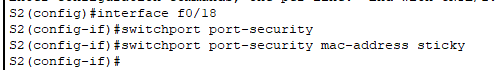 S2(config)#interface f0/18
S2(config-if)#switchport port-security
S2(config-if)#switchport port-security mac-address sticky
S2(config-if)#